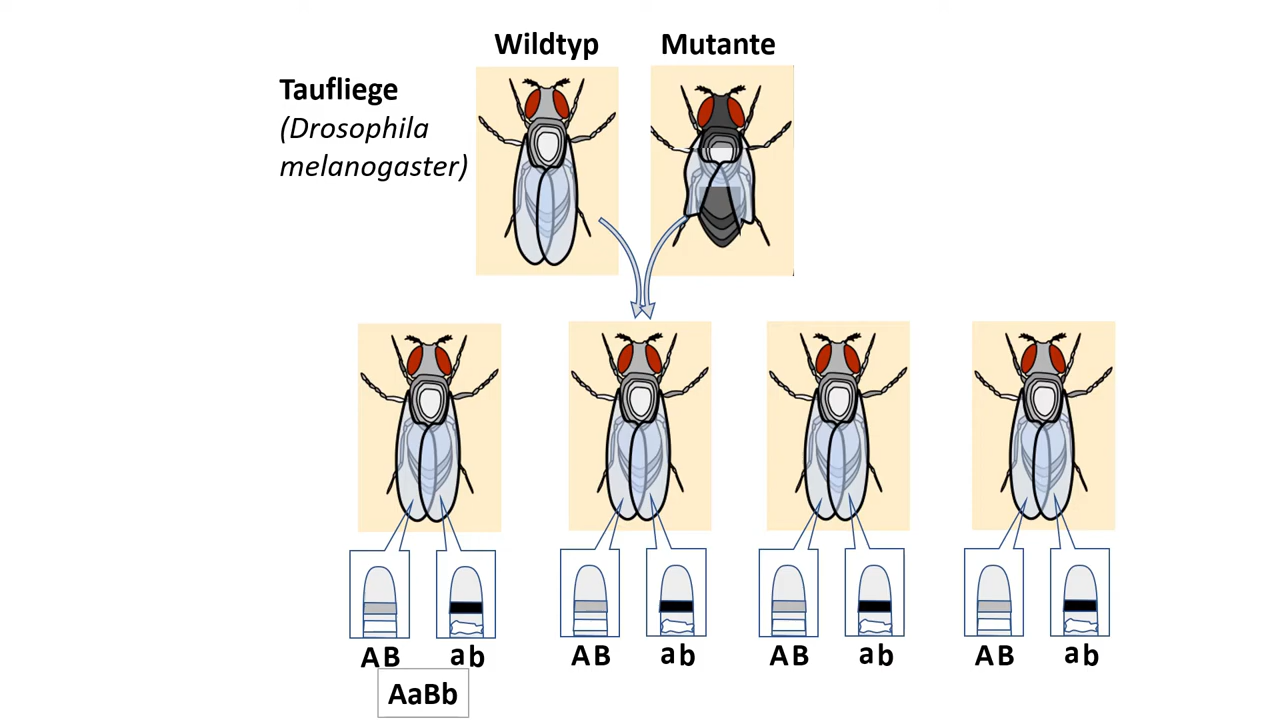 Wildtyp
Mutante
Taufliege
(Drosophila
melanogaster)
AB
ab
AB
ab
AB
ab
AB
ab
AaBb